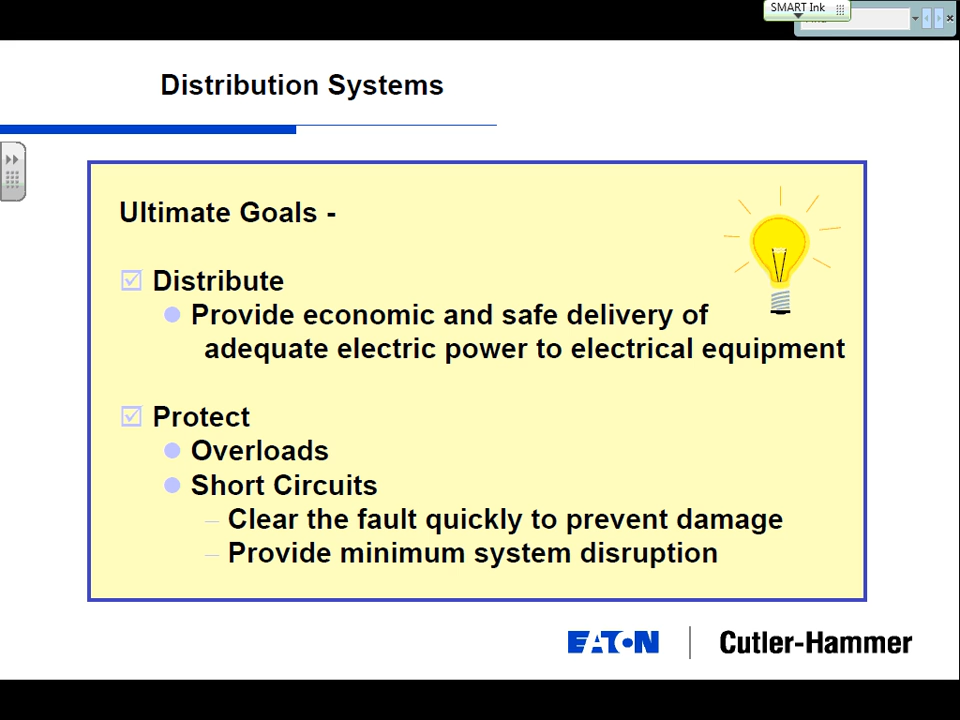 SMART Ink
Distribution Systems
Ultimate Goals -
Distribute
Provide economic and safe delivery of
adequate electric power to electrical equipment
Protect
Overloads
Short Circuits
– Clear the fault quickly to prevent damage
– Provide minimum system disruption
EATON | Cutler-Hammer